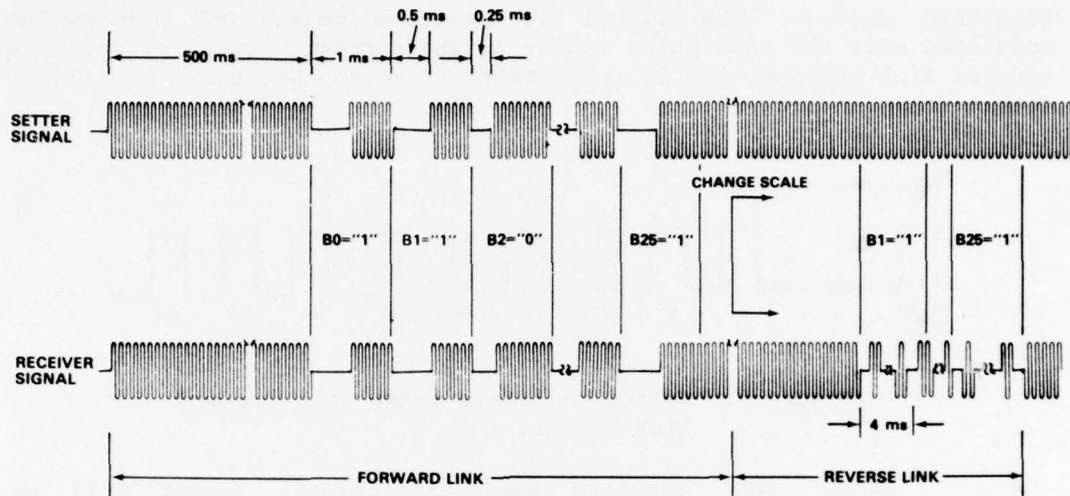 0.5 ms 0.25 ms
500 ms 1 ms
SETTER
SIGNAL
CHANGE SCALE
B0="1" B1="1" B2="0" B25="1" B1="1" B25="1"
RECEIVER
SIGNAL
4 ms
FORWARD LINK REVERSE LINK